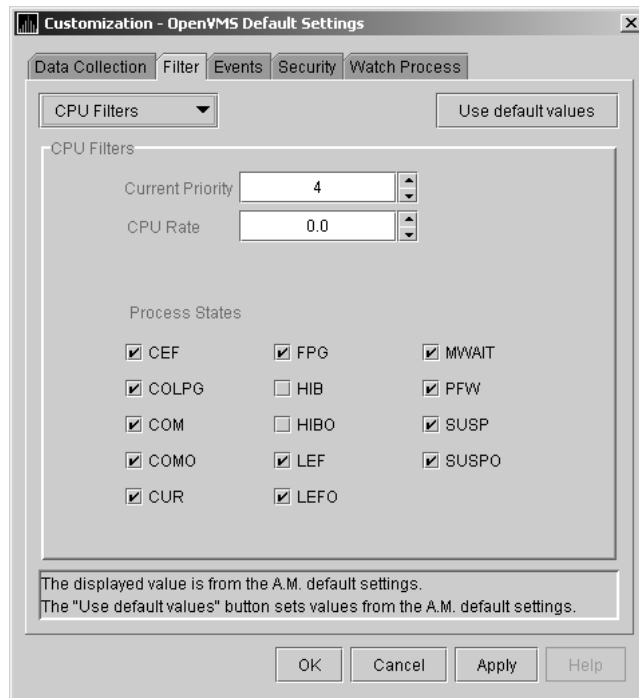 Customization - OpenVMS Default Settings
Data Collection Filter Events Security Watch Process
CPU Filters Use default values
CPU Filters
Current Priority 4
CPU Rate 0.0
Process States
CEF FPG MWAIT
COLPG HIB PFW
COM HIBO SUSP
COMO LEF SUSPO
CUR LEFO
The displayed value is from the A.M. default settings.
The "Use default values" button sets values from the A.M. default settings.
OK Cancel Apply Help